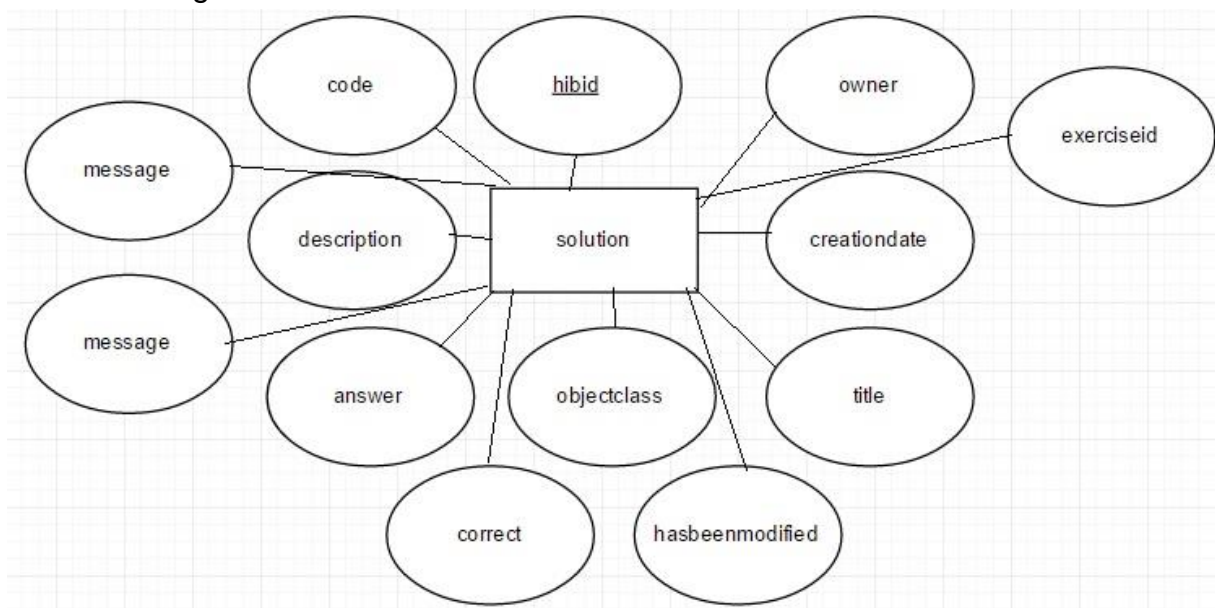 code
hibid
owner
exerciseid
message
description
solution
creationdate
message
answer
objectclass
title
correct
hasbeenmodified